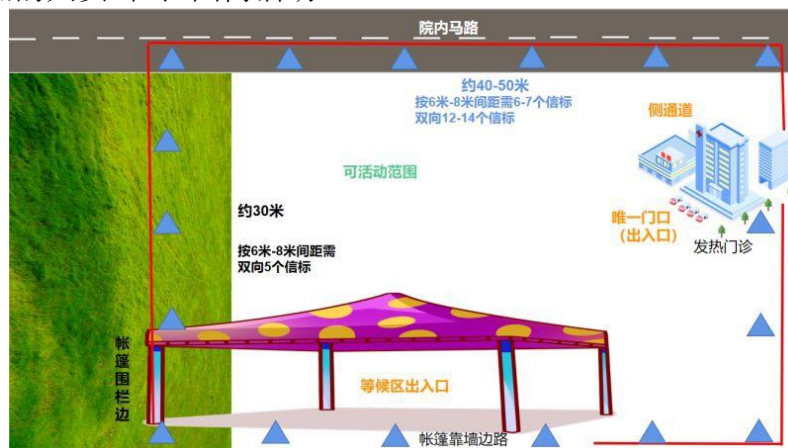 院内马路
约40-50米
按6米-8米间距需6-7个信标
双向12-14个信标
侧通道
可活动范围
约30米
唯一门口
（出入口）
发热门诊
按6米-8米间距需
双向5个信标
帐篷围栏边
等候区出入口
帐篷靠墙边路